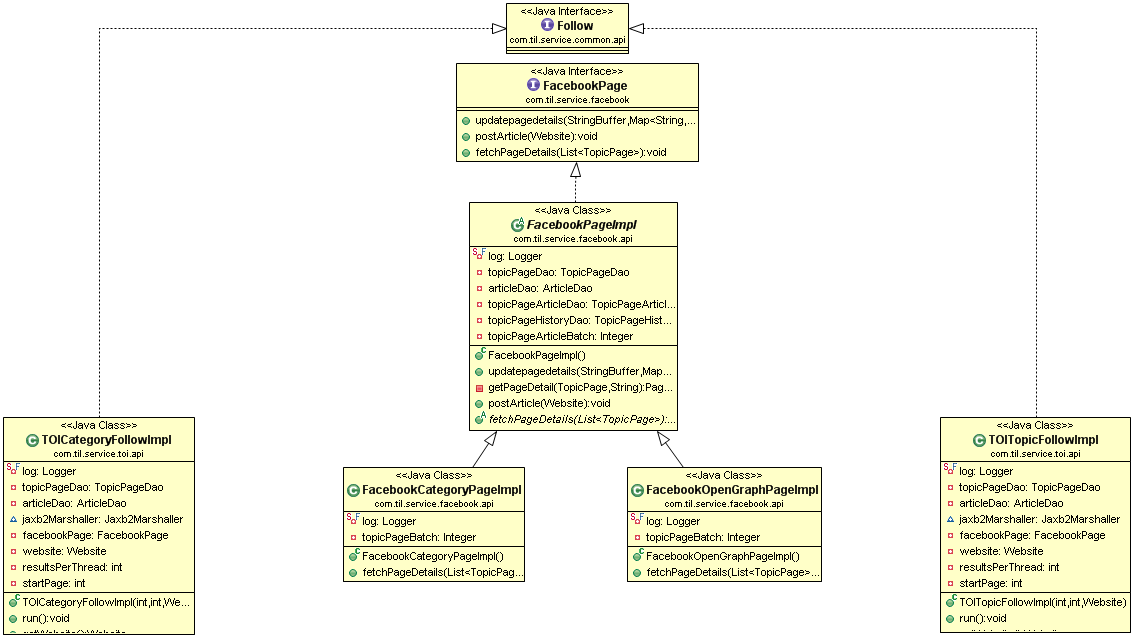 <<Java Interface>>
Follow
com.til.service.common.api
<<Java Interface>>
FacebookPage
com.til.service.facebook
updatepagedetails(StringBuffer,Map<String,...
postArticle(Website):void
fetchPageDetails(List<TopicPage>):void
<<Java Class>>
FacebookPageImpl
com.til.service.facebook.api
log: Logger
topicPageDao: TopicPageDao
articleDao: ArticleDao
topicPageArticleDao: TopicPageArticl...
topicPageHistoryDao: TopicPageHist...
topicPageArticleBatch: Integer
FacebookPageImpl()
updatepagedetails(StringBuffer,Map...
getPageDetail(TopicPage,String):Pag...
postArticle(Website):void
fetchPageDetails(List<TopicPage>):...
<<Java Class>>
TOICategoryFollowImpl
com.til.service.toi.api
log: Logger
topicPageDao: TopicPageDao
articleDao: ArticleDao
jaxb2Marshaller: Jaxb2Marshaller
facebookPage: FacebookPage
website: Website
resultsPerThread: int
startPage: int
TOICategoryFollowImpl(int,int,We...
run():void
<<Java Class>>
FacebookCategoryPageImpl
com.til.service.facebook.api
log: Logger
topicPageBatch: Integer
FacebookCategoryPageImpl()
fetchPageDetails(List<TopicPag...
<<Java Class>>
FacebookOpenGraphPageImpl
com.til.service.facebook.api
log: Logger
topicPageBatch: Integer
FacebookOpenGraphPageImpl()
fetchPageDetails(List<TopicPage>...
<<Java Class>>
TOITopicFollowImpl
com.til.service.toi.api
log: Logger
topicPageDao: TopicPageDao
articleDao: ArticleDao
jaxb2Marshaller: Jaxb2Marshaller
facebookPage: FacebookPage
website: Website
resultsPerThread: int
startPage: int
TOITopicFollowImpl(int,int,Website)
run():void